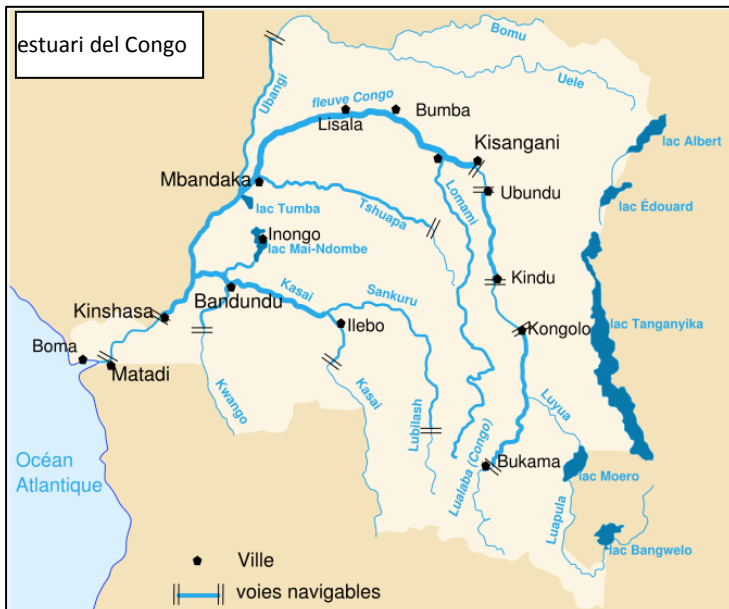 estuari del Congo
Bomu
Uele
Ubangi
fleuve Congo
Lisala
Bumba
Kisangani
lac Albert
Mbandaka
Ubundu
Lomami
Tshuapa
lac Tumba
lac Édouard
Inongo
lac Mai-Ndombe
Kindu
Kasai
Sankuru
Bandundu
Kinshasa
Ilebo
Kongolo
lac Tanganyika
Boma
Matadi
Kwango
Kasai
Lubilash
Luyua
Lualaba (Congo)
Bukama
lac Moero
Océan
Atlantique
Luapula
lac Bangwelo
Ville
voies navigables